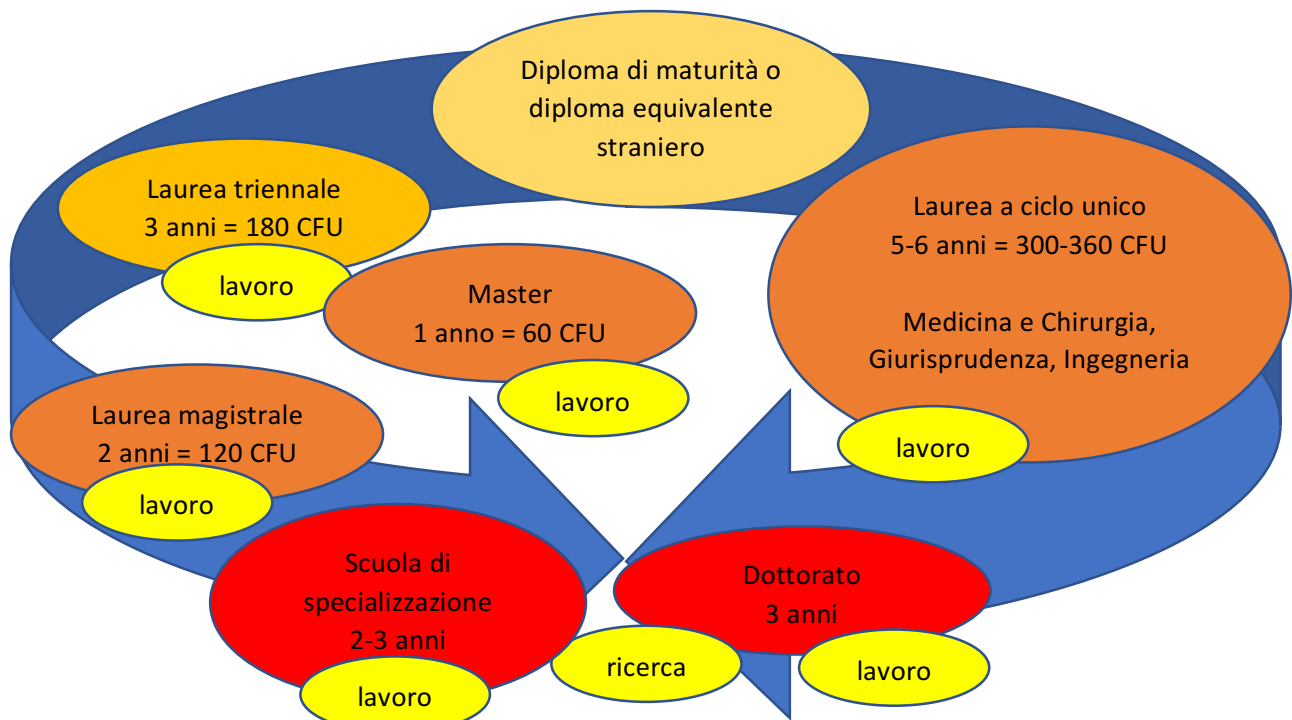 Diploma di maturità o
diploma equivalente
straniero
Laurea triennale
3 anni = 180 CFU
lavoro
Master
1 anno = 60 CFU
lavoro
Laurea a ciclo unico
5-6 anni = 300-360 CFU
Medicina e Chirurgia,
Giurisprudenza, Ingegneria
lavoro
Laurea magistrale
2 anni = 120 CFU
lavoro
Scuola di
specializzazione
2-3 anni
lavoro
Dottorato
3 anni
ricerca
lavoro